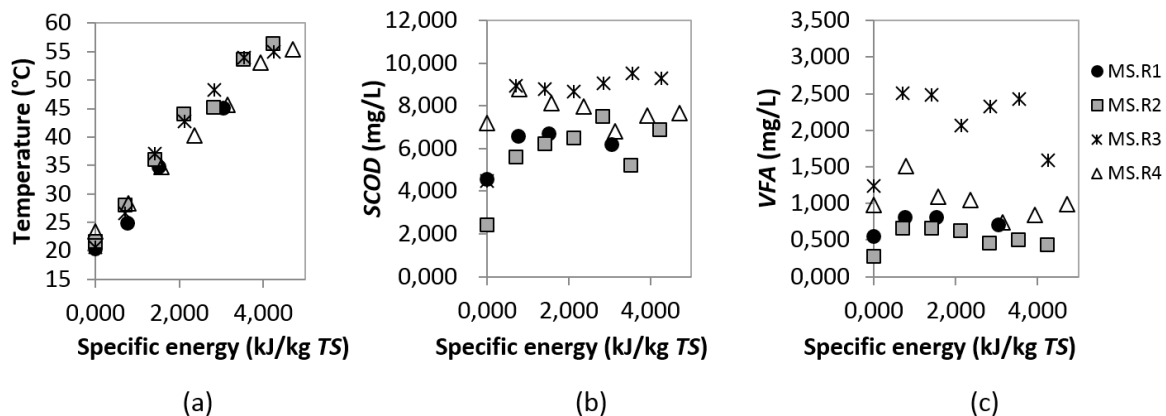 Temperature (°C)
60
55
50
45
40
35
30
25
20
15
0,000 2,000 4,000
Specific energy (kJ/kg TS)
(a)
SCOD (mg/L)
12,000
10,000
8,000
6,000
4,000
2,000
0,000
0,000 2,000 4,000
Specific energy (kJ/kg TS)
(b)
VFA (mg/L)
3,500
3,000
2,500
2,000
1,500
1,000
0,500
0,000
0,000 2,000 4,000
Specific energy (kJ/kg TS)
(c)
MS.R1
MS.R2
MS.R3
MS.R4